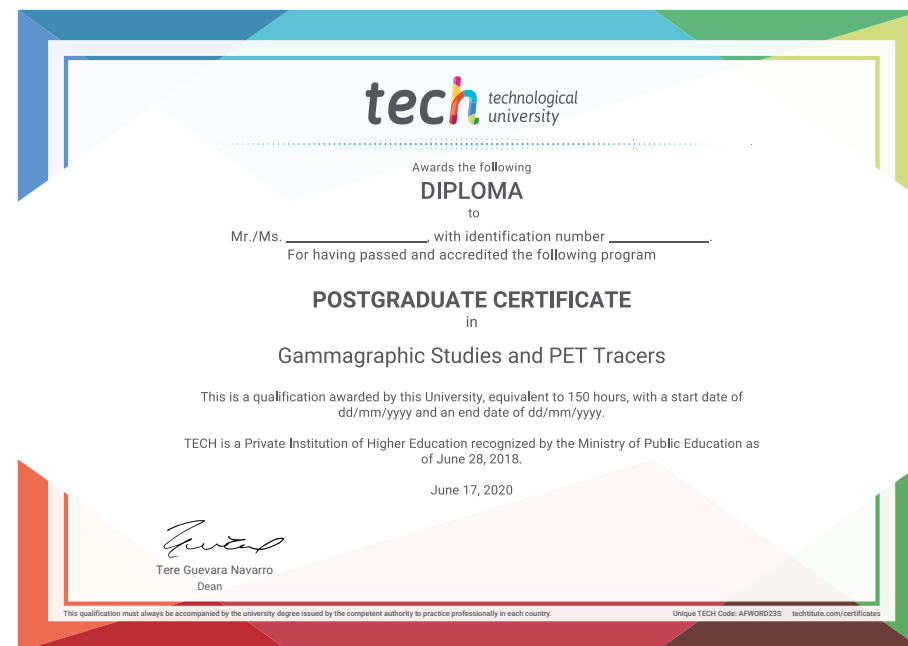 tech technological
university
Awards the following
DIPLOMA
to
Mr./Ms. ____________________, with identification number ______________.
For having passed and accredited the following program
POSTGRADUATE CERTIFICATE
in
Gammagraphic Studies and PET Tracers
This is a qualification awarded by this University, equivalent to 150 hours, with a start date of
dd/mm/yyyy and an end date of dd/mm/yyyy.
TECH is a Private Institution of Higher Education recognized by the Ministry of Public Education as
of June 28, 2018.
June 17, 2020
Tere Guevara Navarro
Dean
This qualification must always be accompanied by the university degree issued by the competent authority to practice professionally in each country. Unique TECH Code: AFWORD23S techtitute.com/certificates